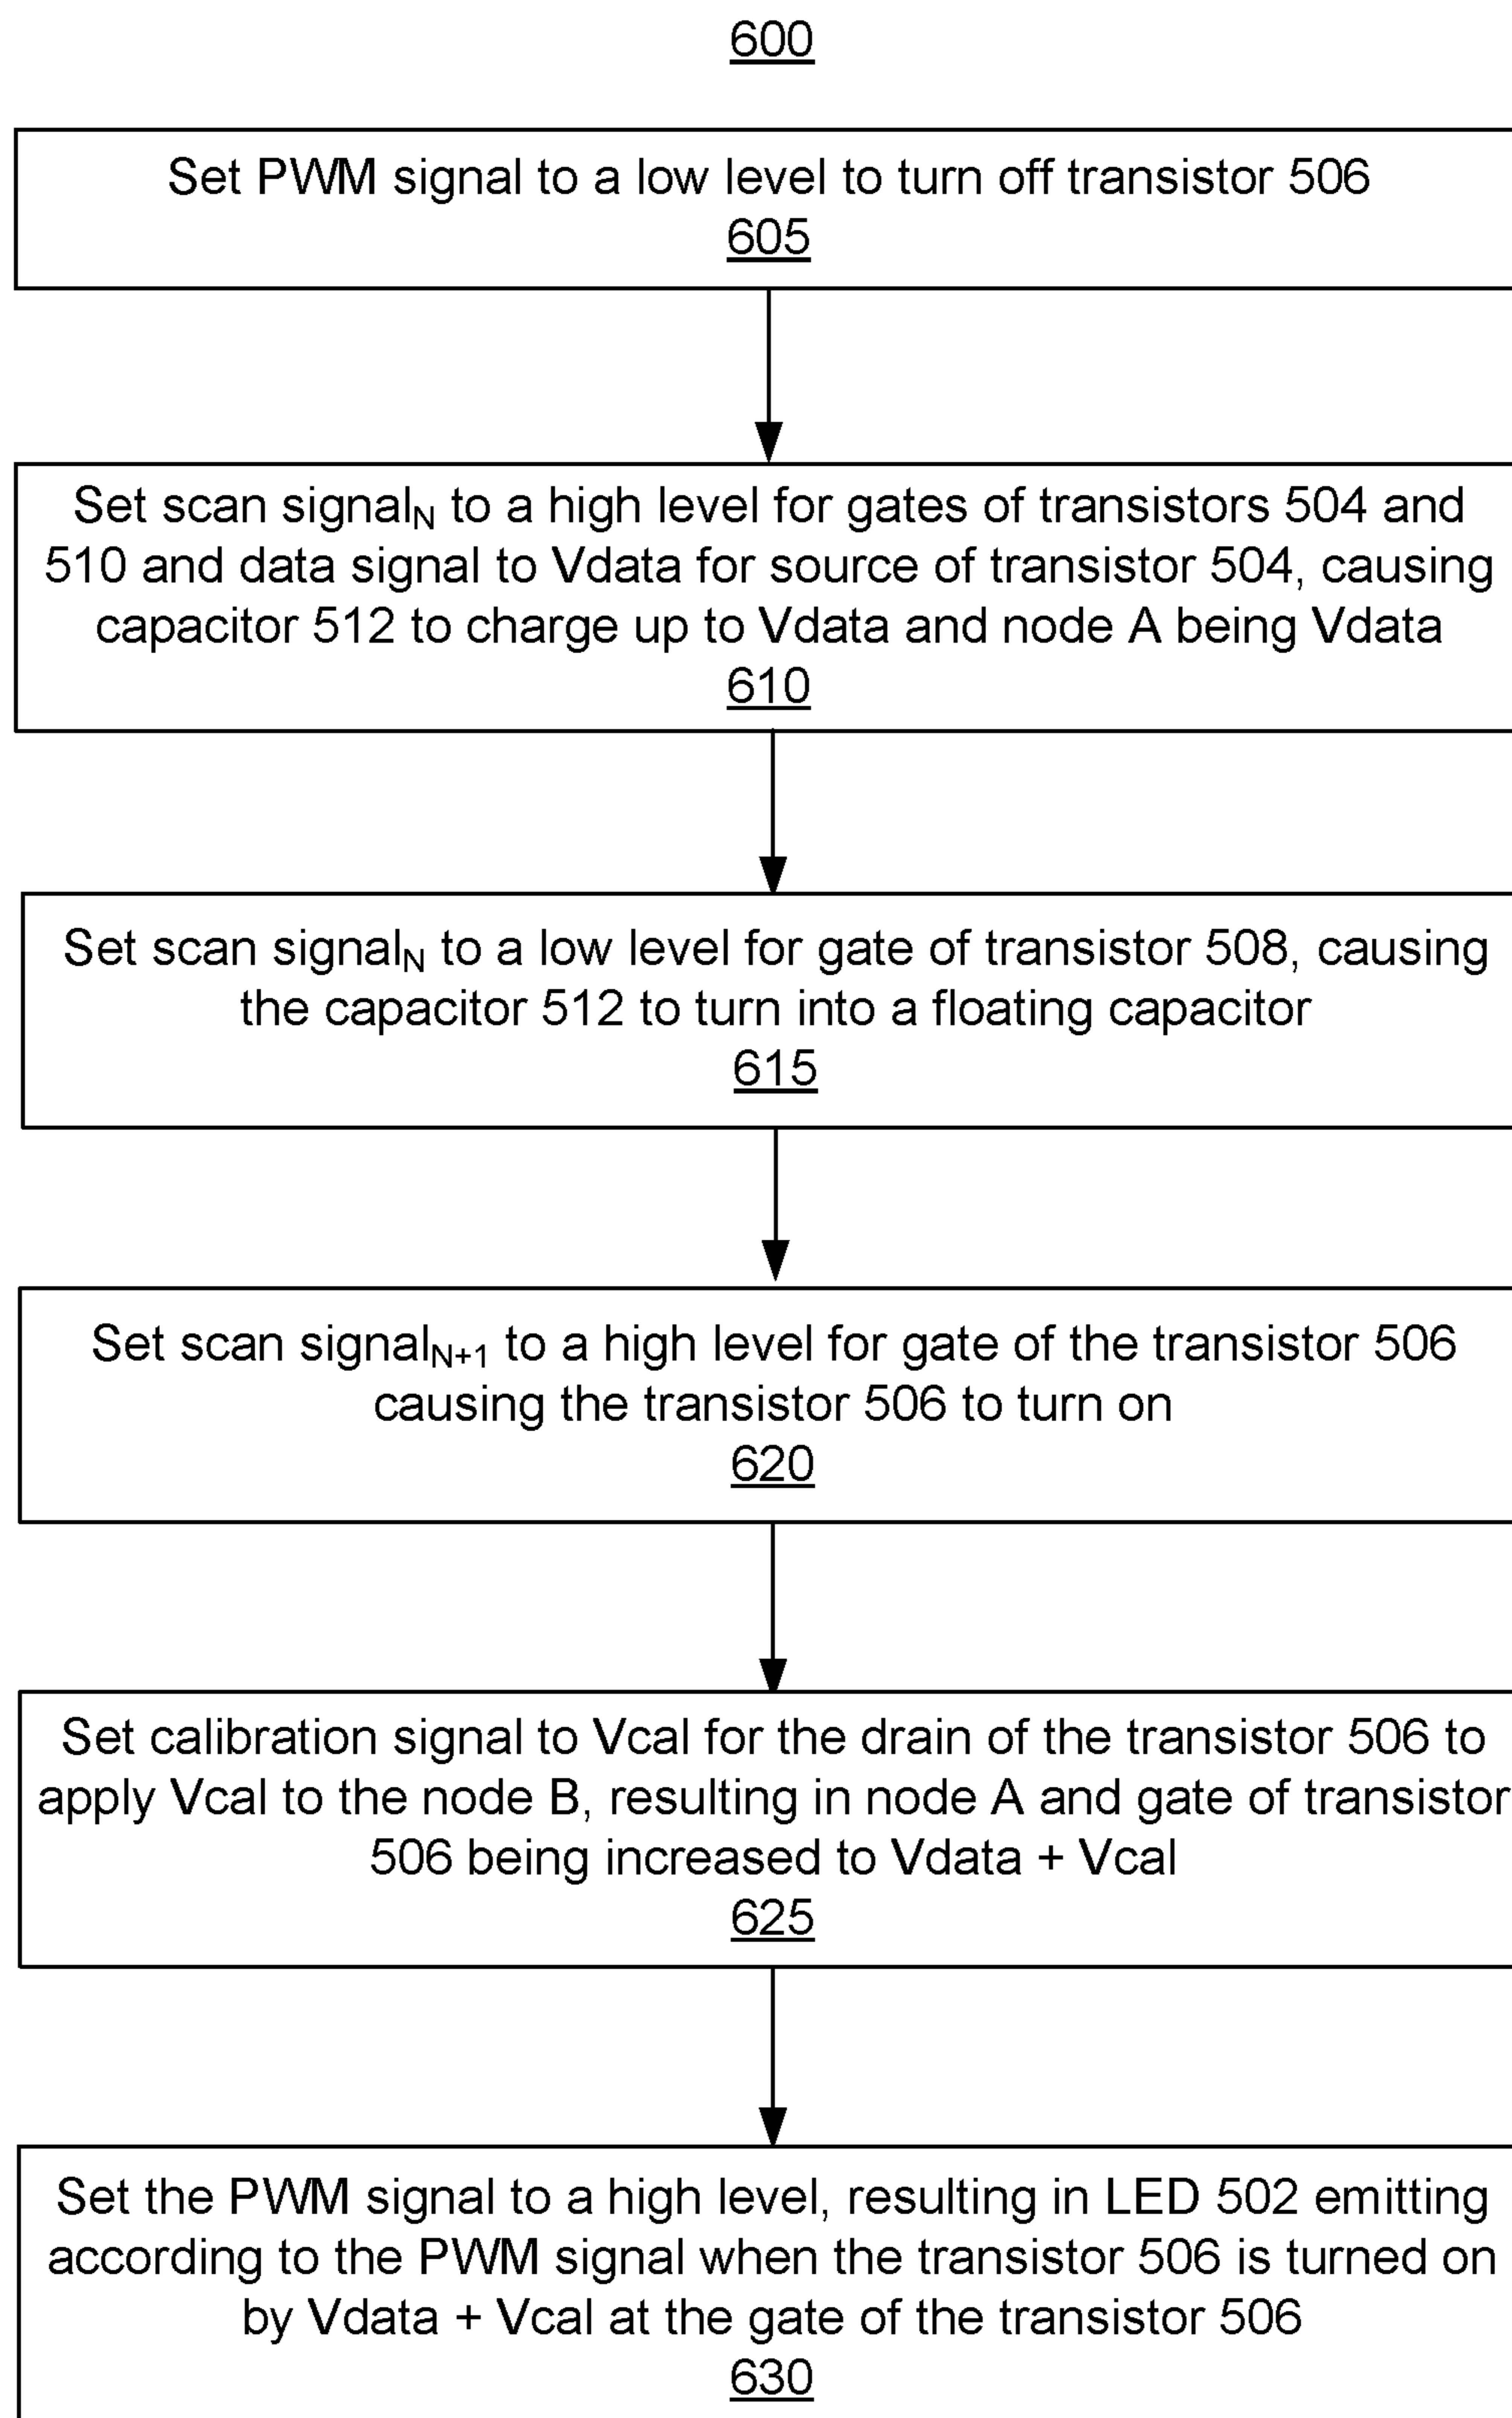 600
Set PWM signal to a low level to turn off transistor 506
605
Set scan signalN to a high level for gates of transistors 504 and
510 and data signal to Vdata for source of transistor 504, causing
capacitor 512 to charge up to Vdata and node A being Vdata
610
Set scan signalN to a low level for gate of transistor 508, causing
the capacitor 512 to turn into a floating capacitor
615
Set scan signalN+1 to a high level for gate of the transistor 506
causing the transistor 506 to turn on
620
Set calibration signal to Vcal for the drain of the transistor 506 to
apply Vcal to the node B, resulting in node A and gate of transistor
506 being increased to Vdata + Vcal
625
Set the PWM signal to a high level, resulting in LED 502 emitting
according to the PWM signal when the transistor 506 is turned on
by Vdata + Vcal at the gate of the transistor 506
630